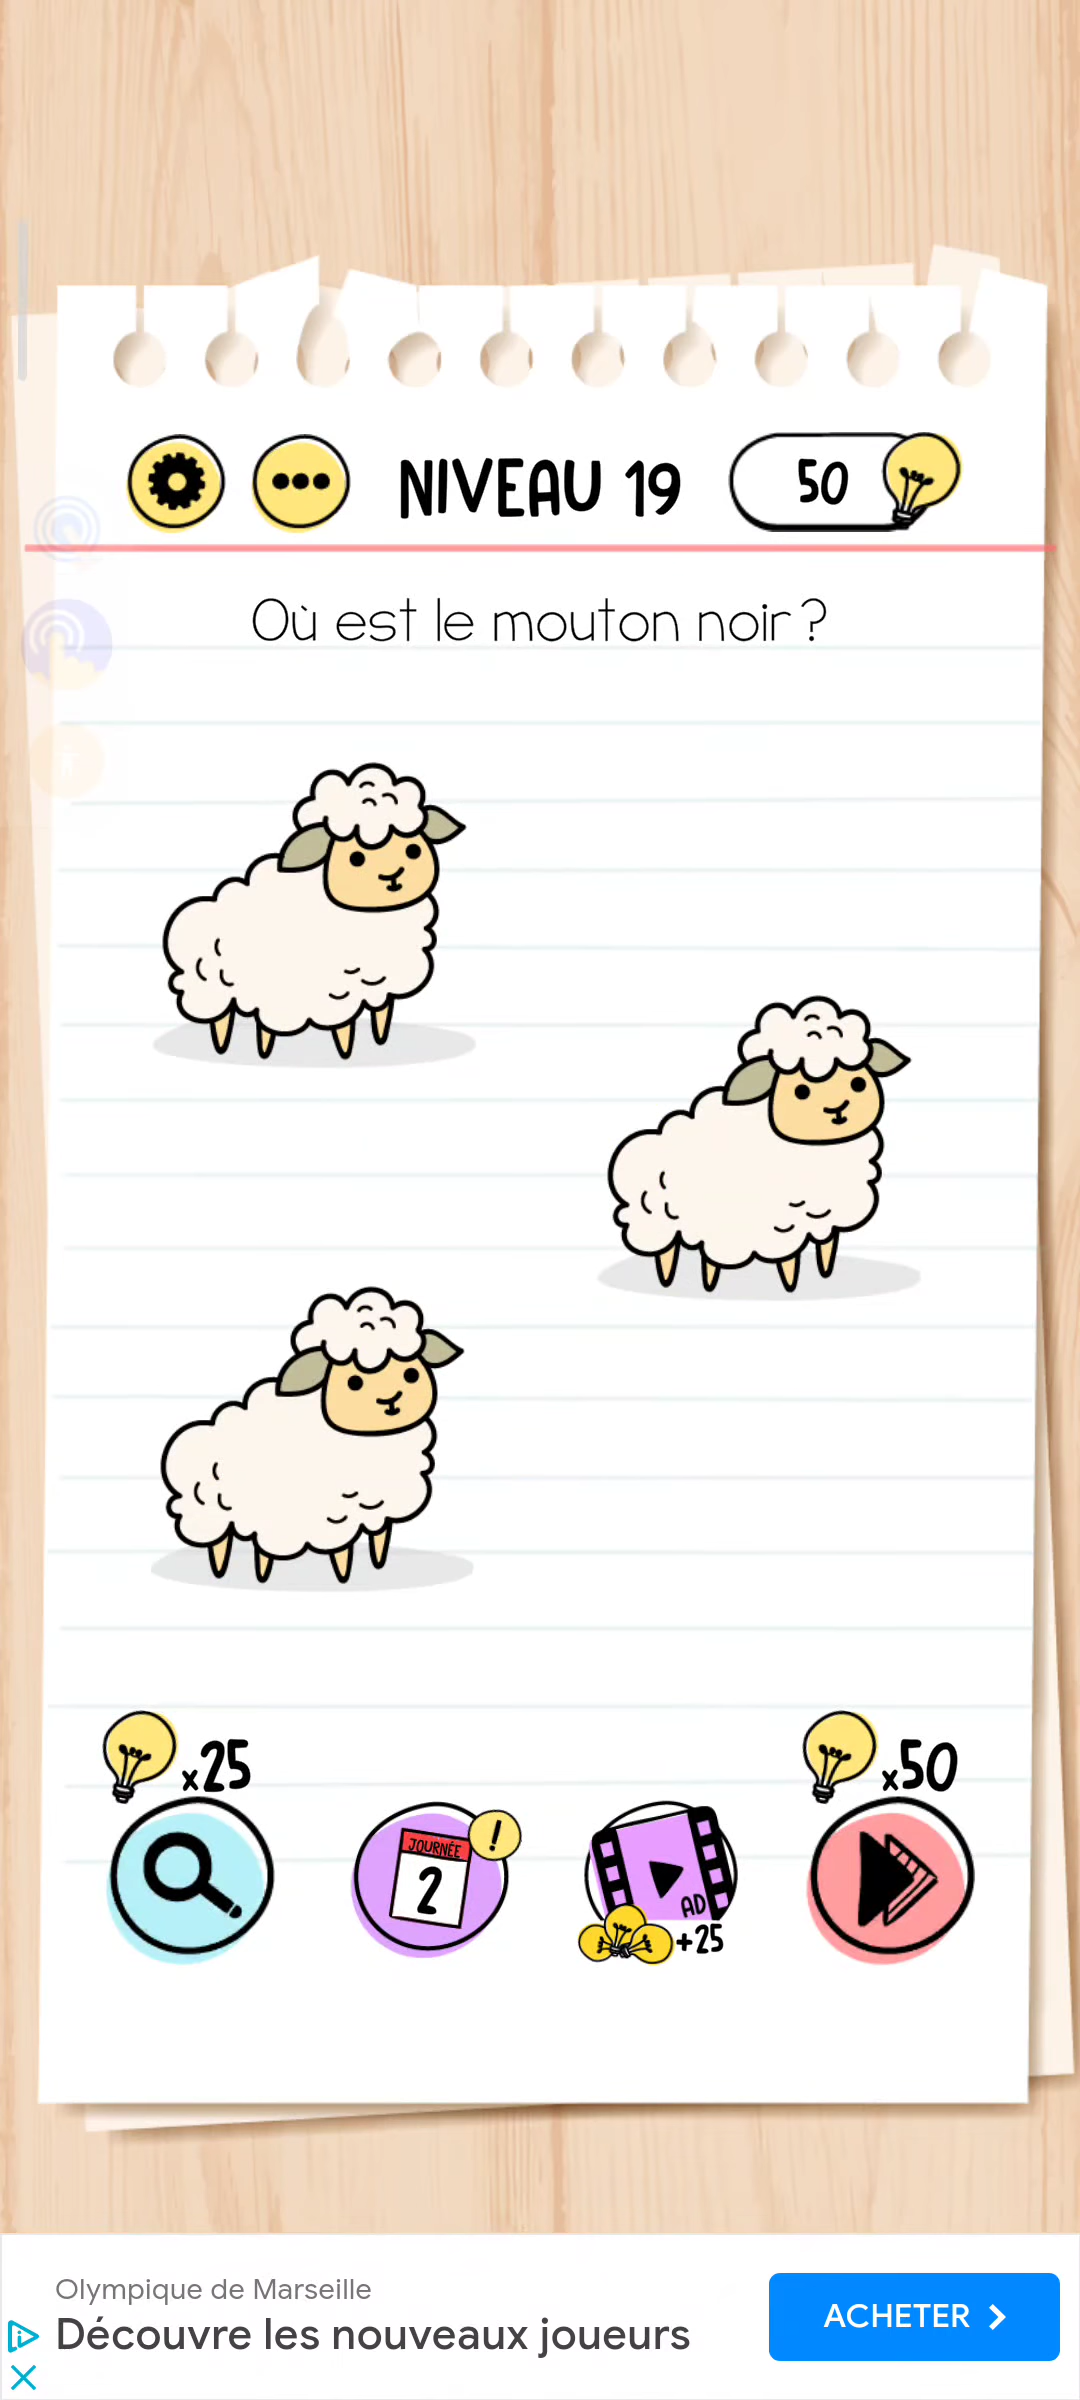 NIVEAU 19
50
Où est le mouton noir ?
x25
x50
JOURNÉE
2
!
AD
+25
Olympique de Marseille
Découvre les nouveaux joueurs
ACHETER